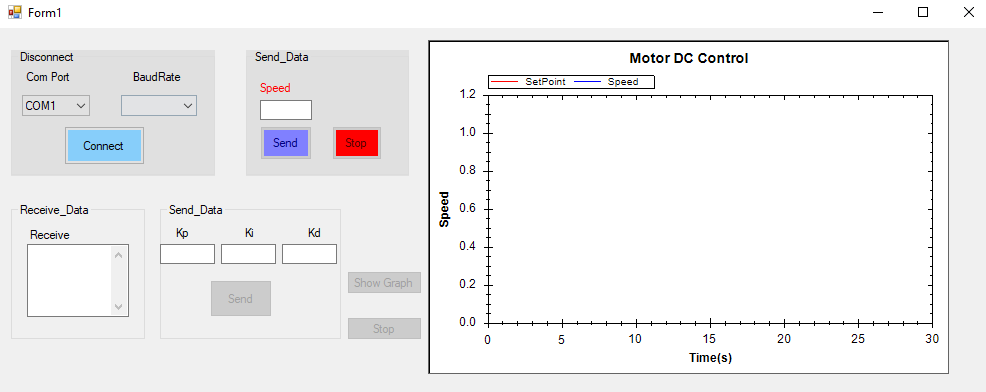 Form1
Disconnect
Com Port BaudRate
COM1
Connect
Send_Data
Speed
Send Stop
Receive_Data
Receive
Send_Data
Kp Ki Kd
Send
Show Graph
Stop
Motor DC Control
SetPoint Speed
1.2
1.0
0.8
0.6
0.4
0.2
0.0
Speed
0 5 10 15 20 25 30
Time(s)